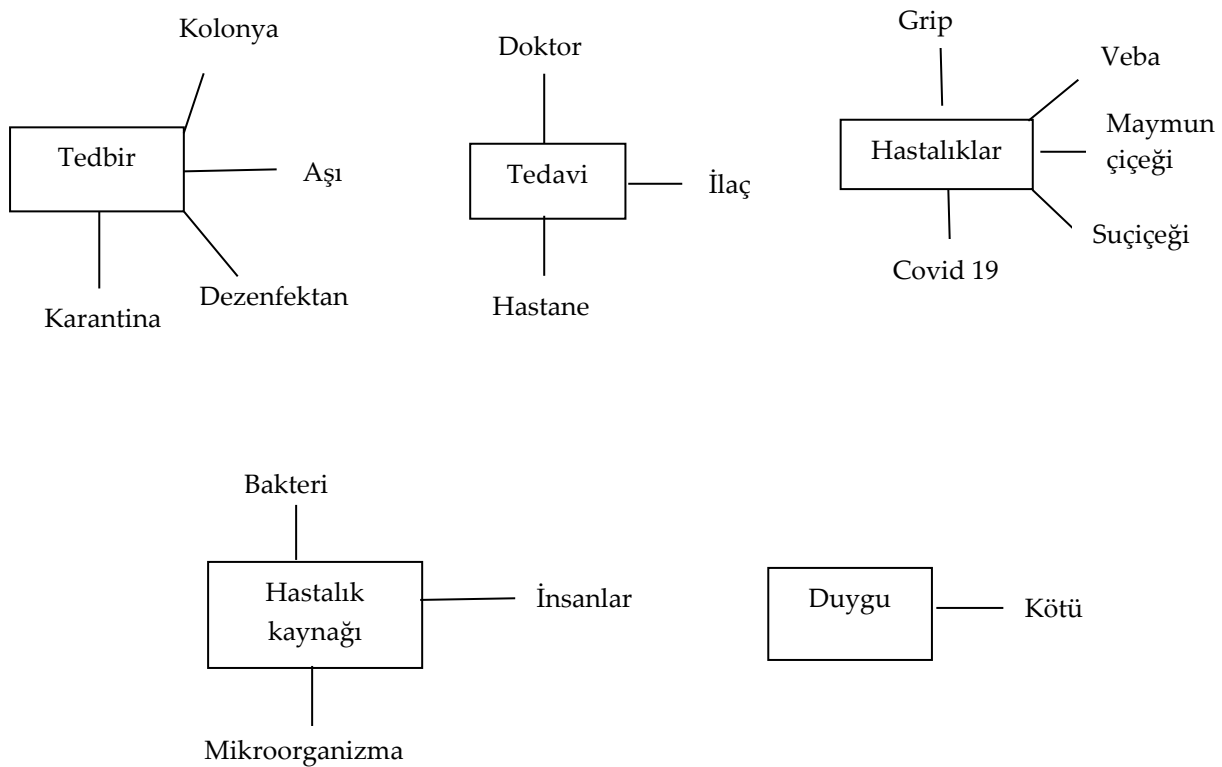 Kolonya
Tedbir
Aşı
Dezenfektan
Karantina
Doktor
Tedavi
İlaç
Hastane
Grip
Veba
Hastalıklar
Maymun
çiçeği
Suçiçeği
Covid 19
Bakteri
Hastalık
kaynağı
İnsanlar
Mikroorganizma
Duygu
Kötü